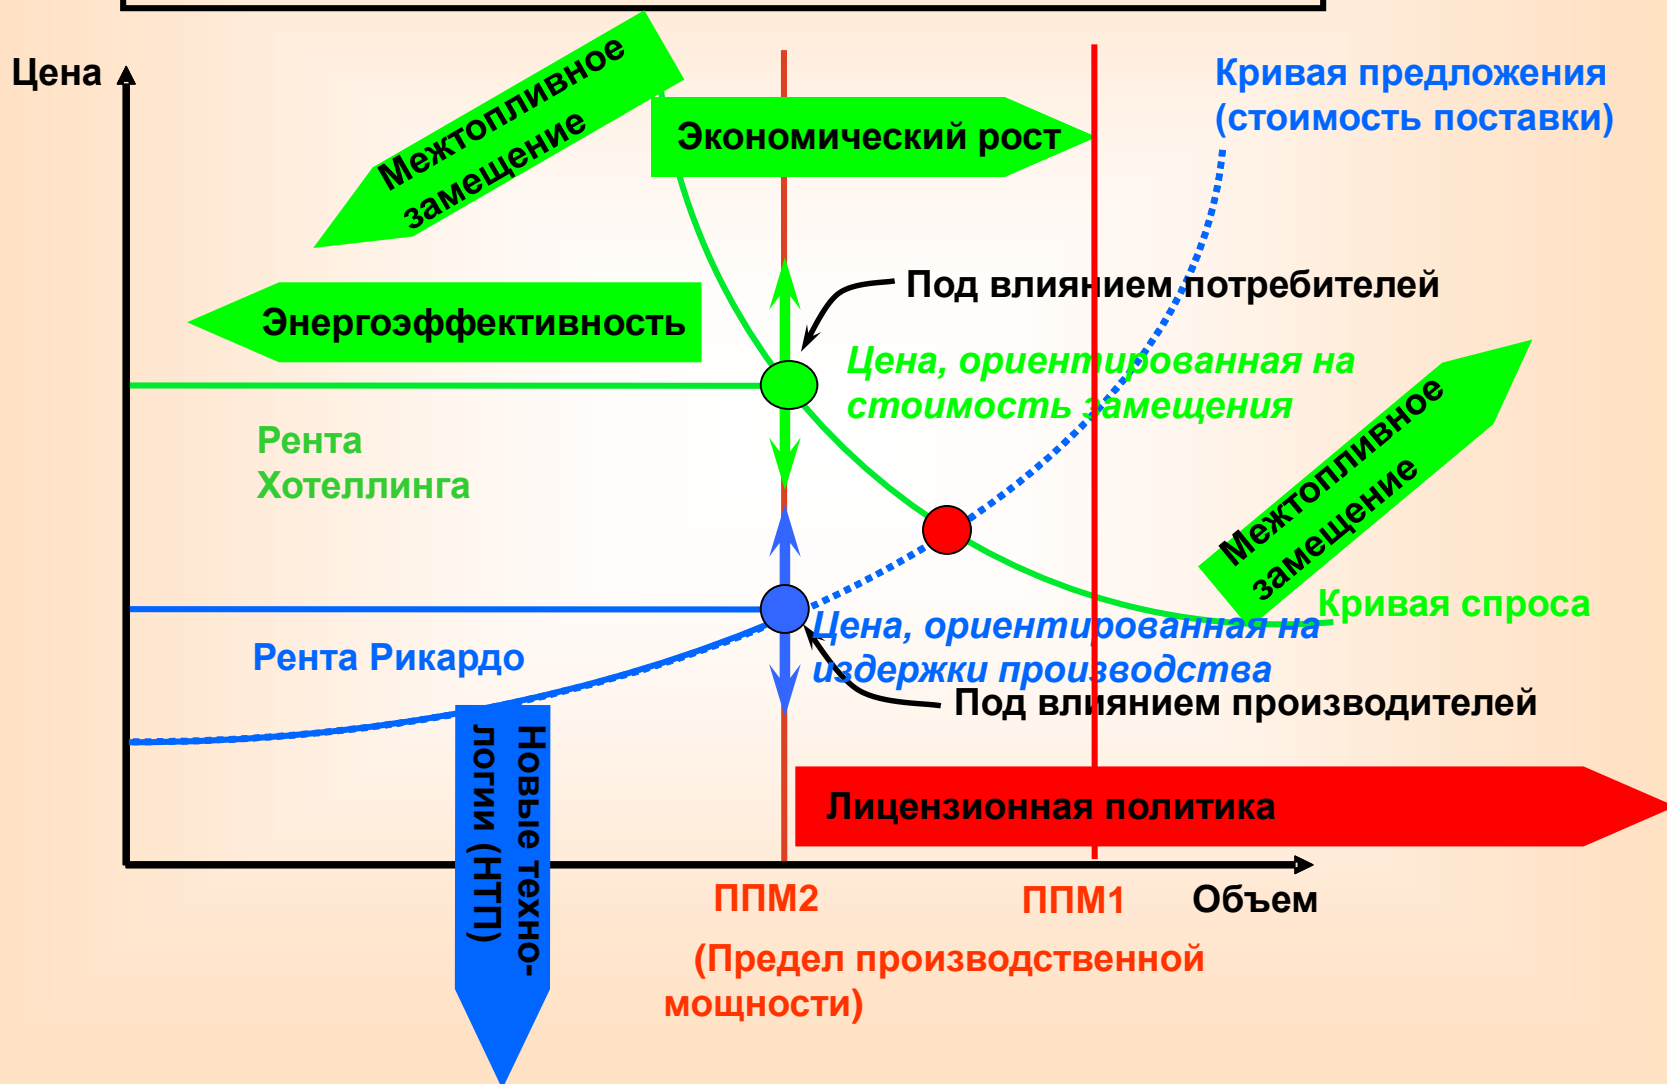 Цена
Межтопливное
замещение
Экономический рост
Кривая предложения
(стоимость поставки)
Под влиянием потребителей
Энергоэффективность
Цена, ориентированная на
стоимость замещения
Рента
Хотеллинга
Межтопливное
замещение
Кривая спроса
Цена, ориентированная на
издержки производства
Рента Рикардо
Под влиянием производителей
Новые техно-
логии (НТП)
Лицензионная политика
ППМ2
ППМ1
Объем
(Предел производственной
мощности)